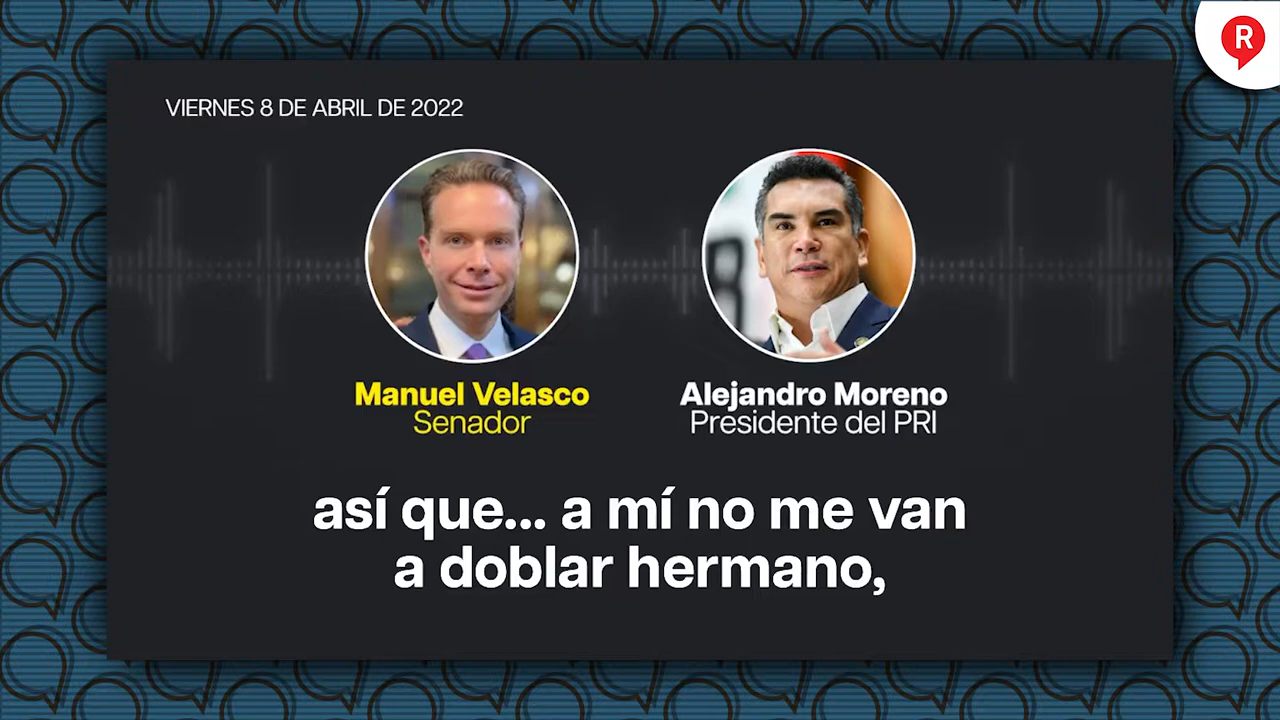 R
VIERNES 8 DE ABRIL DE 2022
Manuel Velasco
Senador
Alejandro Moreno
Presidente del PRI
así que... a mí no me van
a doblar hermano,